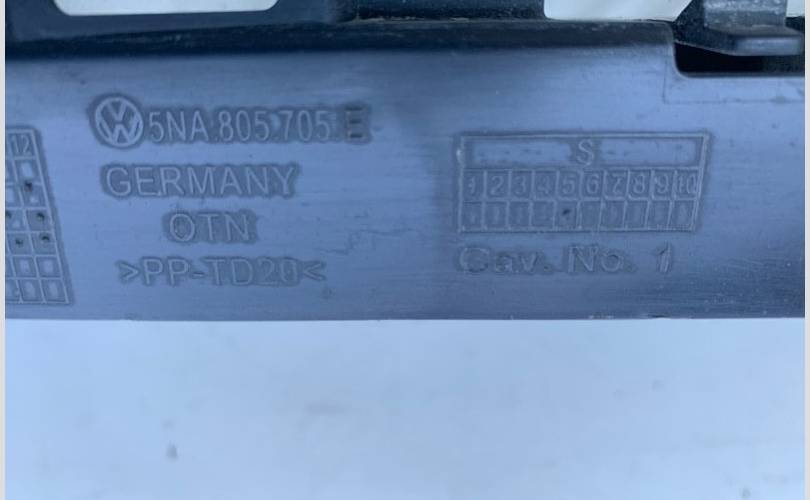 12
5NA.805.705.E
GERMANY
OTN
>PP-TD20<
S
1 2 3 4 5 6 7 8 9 10
Cav. No. 1